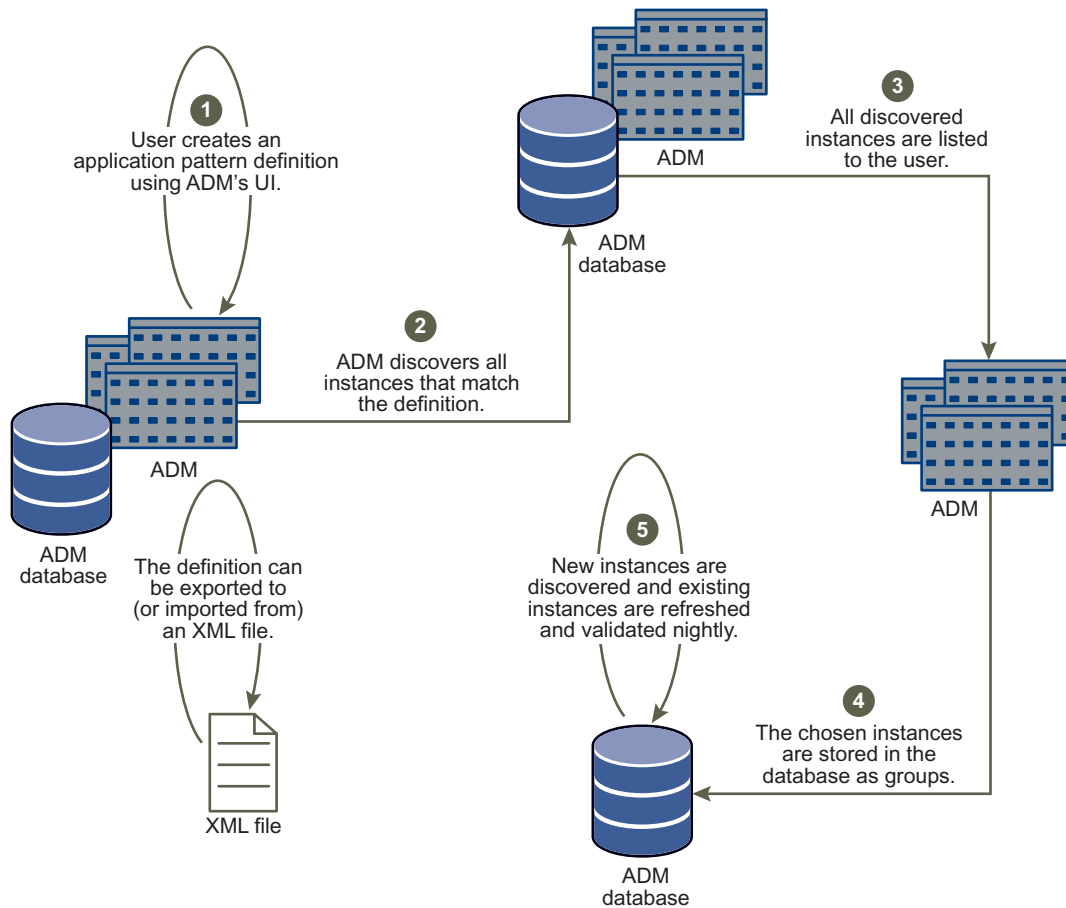 1
User creates an
application pattern definition
using ADM's UI.
ADM
ADM
database
2
ADM discovers all
instances that match
the definition.
ADM
ADM
database
3
All discovered
instances are listed
to the user.
ADM
4
The chosen instances
are stored in the
database as groups.
5
New instances are
discovered and existing
instances are refreshed
and validated nightly.
ADM
database
The definition can
be exported to
(or imported from)
an XML file.
XML file